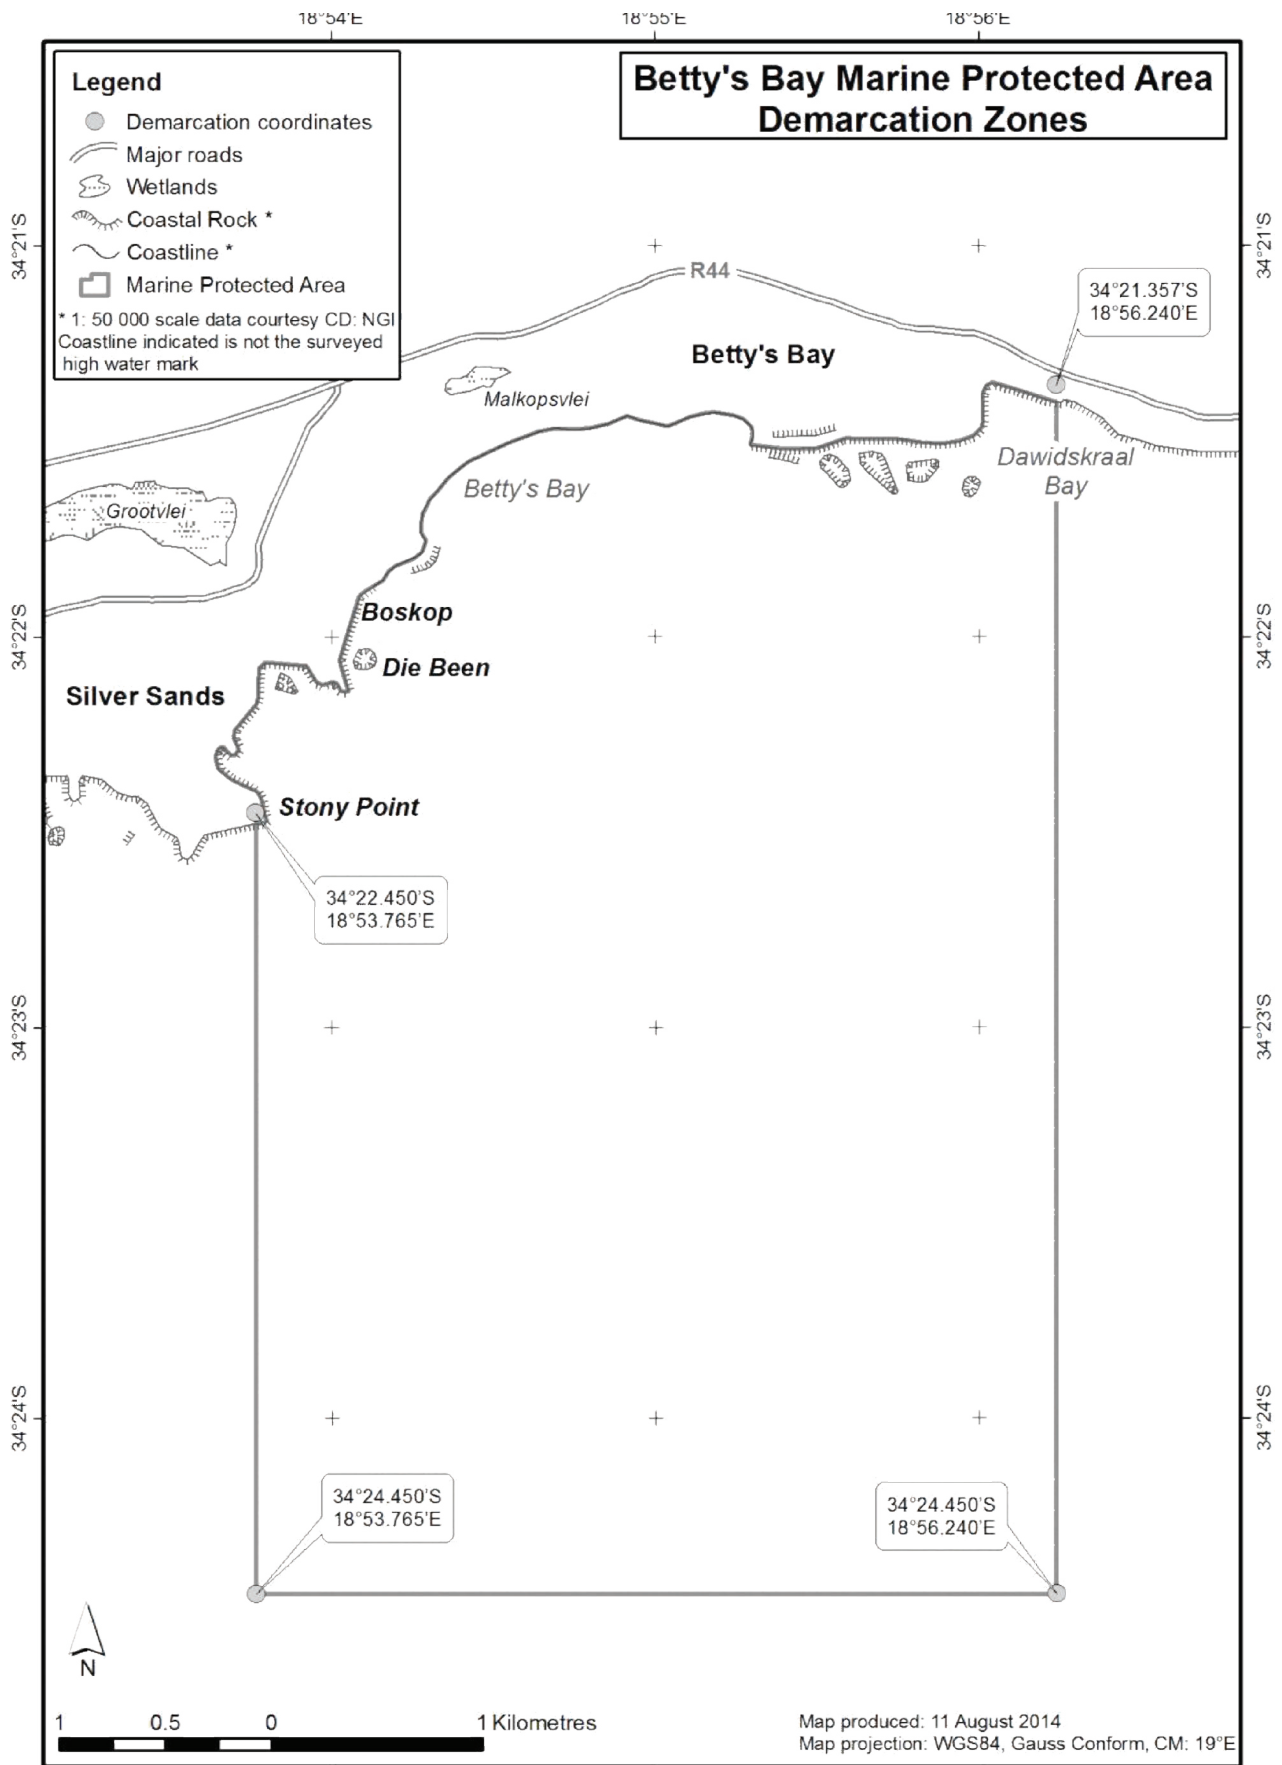 18°54'E
18°55'E
18°56'E
Legend
Demarcation coordinates
Major roads
Wetlands
Coastal Rock *
Coastline *
Marine Protected Area
* 1: 50 000 scale data courtesy CD: NGI
Coastline indicated is not the surveyed
high water mark
Betty's Bay Marine Protected Area
Demarcation Zones
34°21'S
34°21'S
R44
34°21.357'S
18°56.240'E
Betty's Bay
Malkopsvlei
Dawidskraal
Bay
Betty's Bay
Grootvlei
Boskop
34°22'S
34°22'S
Die Been
Silver Sands
Stony Point
34°22.450'S
18°53.765'E
34°23'S
34°23'S
34°24'S
34°24'S
34°24.450'S
18°53.765'E
34°24.450'S
18°56.240'E
N
1 0.5 0 1 Kilometres
Map produced: 11 August 2014
Map projection: WGS84, Gauss Conform, CM: 19°E